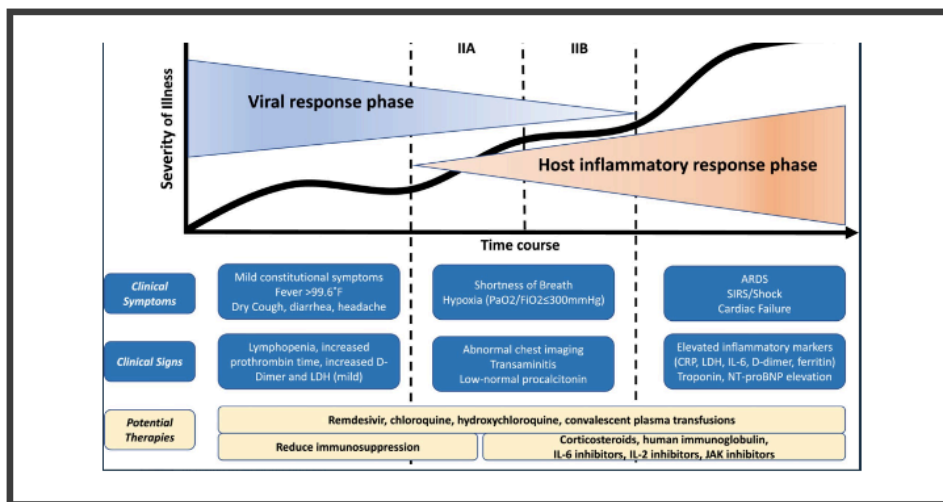 IIA
IIB
Viral response phase
Severity of Illness
Host inflammatory response phase
Time course
Clinical
Symptoms
Mild constitutional symptoms
Fever >99.6°F
Dry Cough, diarrhea, headache
Shortness of Breath
Hypoxia (PaO2/FiO2≤300mmHg)
ARDS
SIRS/Shock
Cardiac Failure
Clinical Signs
Lymphopenia, increased
prothrombin time, increased D-
Dimer and LDH (mild)
Abnormal chest imaging
Transaminitis
Low-normal procalcitonin
Elevated inflammatory markers
(CRP, LDH, IL-6, D-dimer, ferritin)
Troponin, NT-proBNP elevation
Potential
Therapies
Remdesivir, chloroquine, hydroxychloroquine, convalescent plasma transfusions
Reduce immunosuppression
Corticosteroids, human immunoglobulin,
IL-6 inhibitors, IL-2 inhibitors, JAK inhibitors